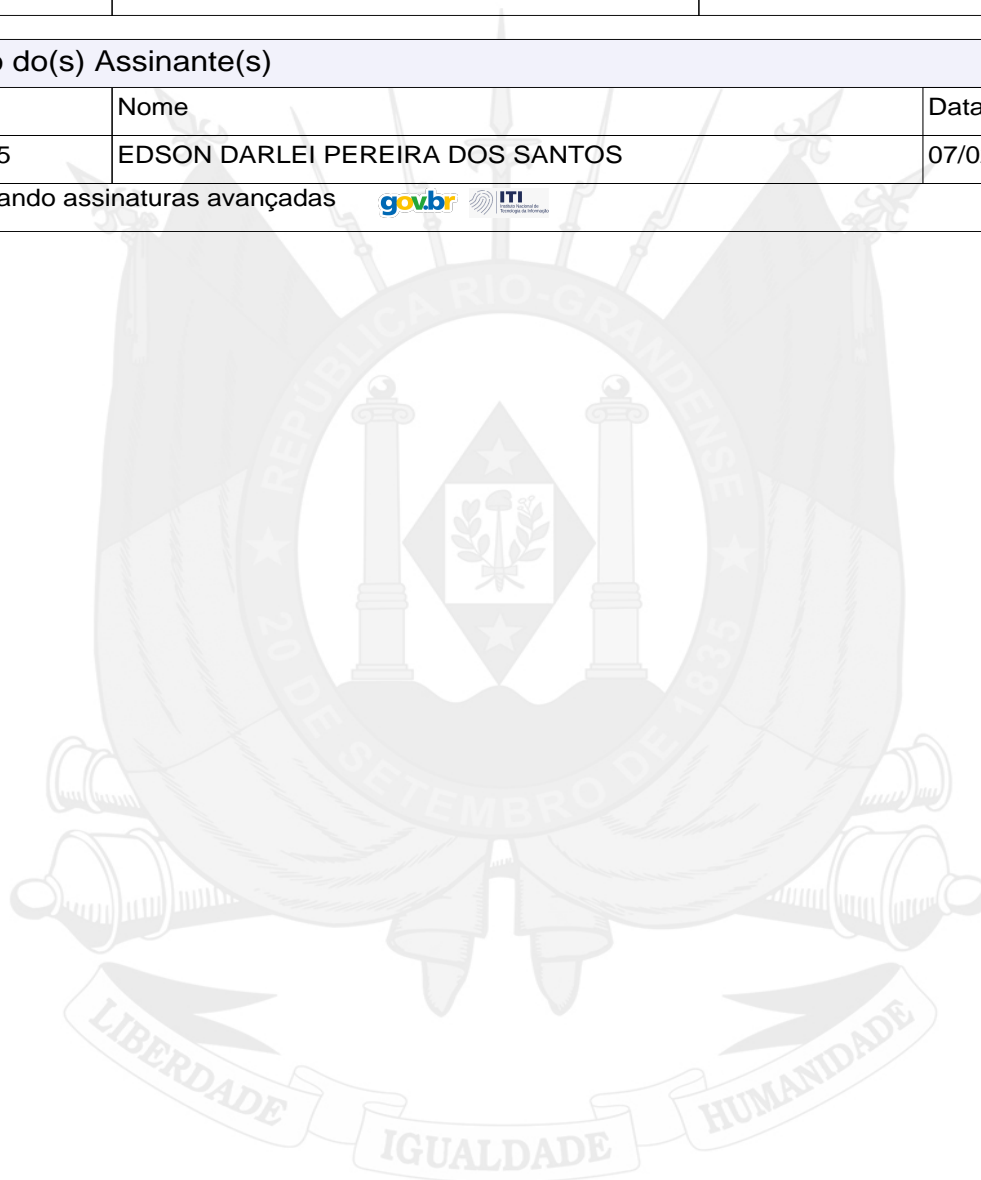 o do(s) Assinante(s)
Nome Data
5 EDSON DARLEI PEREIRA DOS SANTOS 07/0
ando assinaturas avançadas gov.br ITI
REPÚBLICA RIO-GRANDENSE
20 DE SETEMBRO DE 1835
LIBERDADE IGUALDADE HUMANIDADE